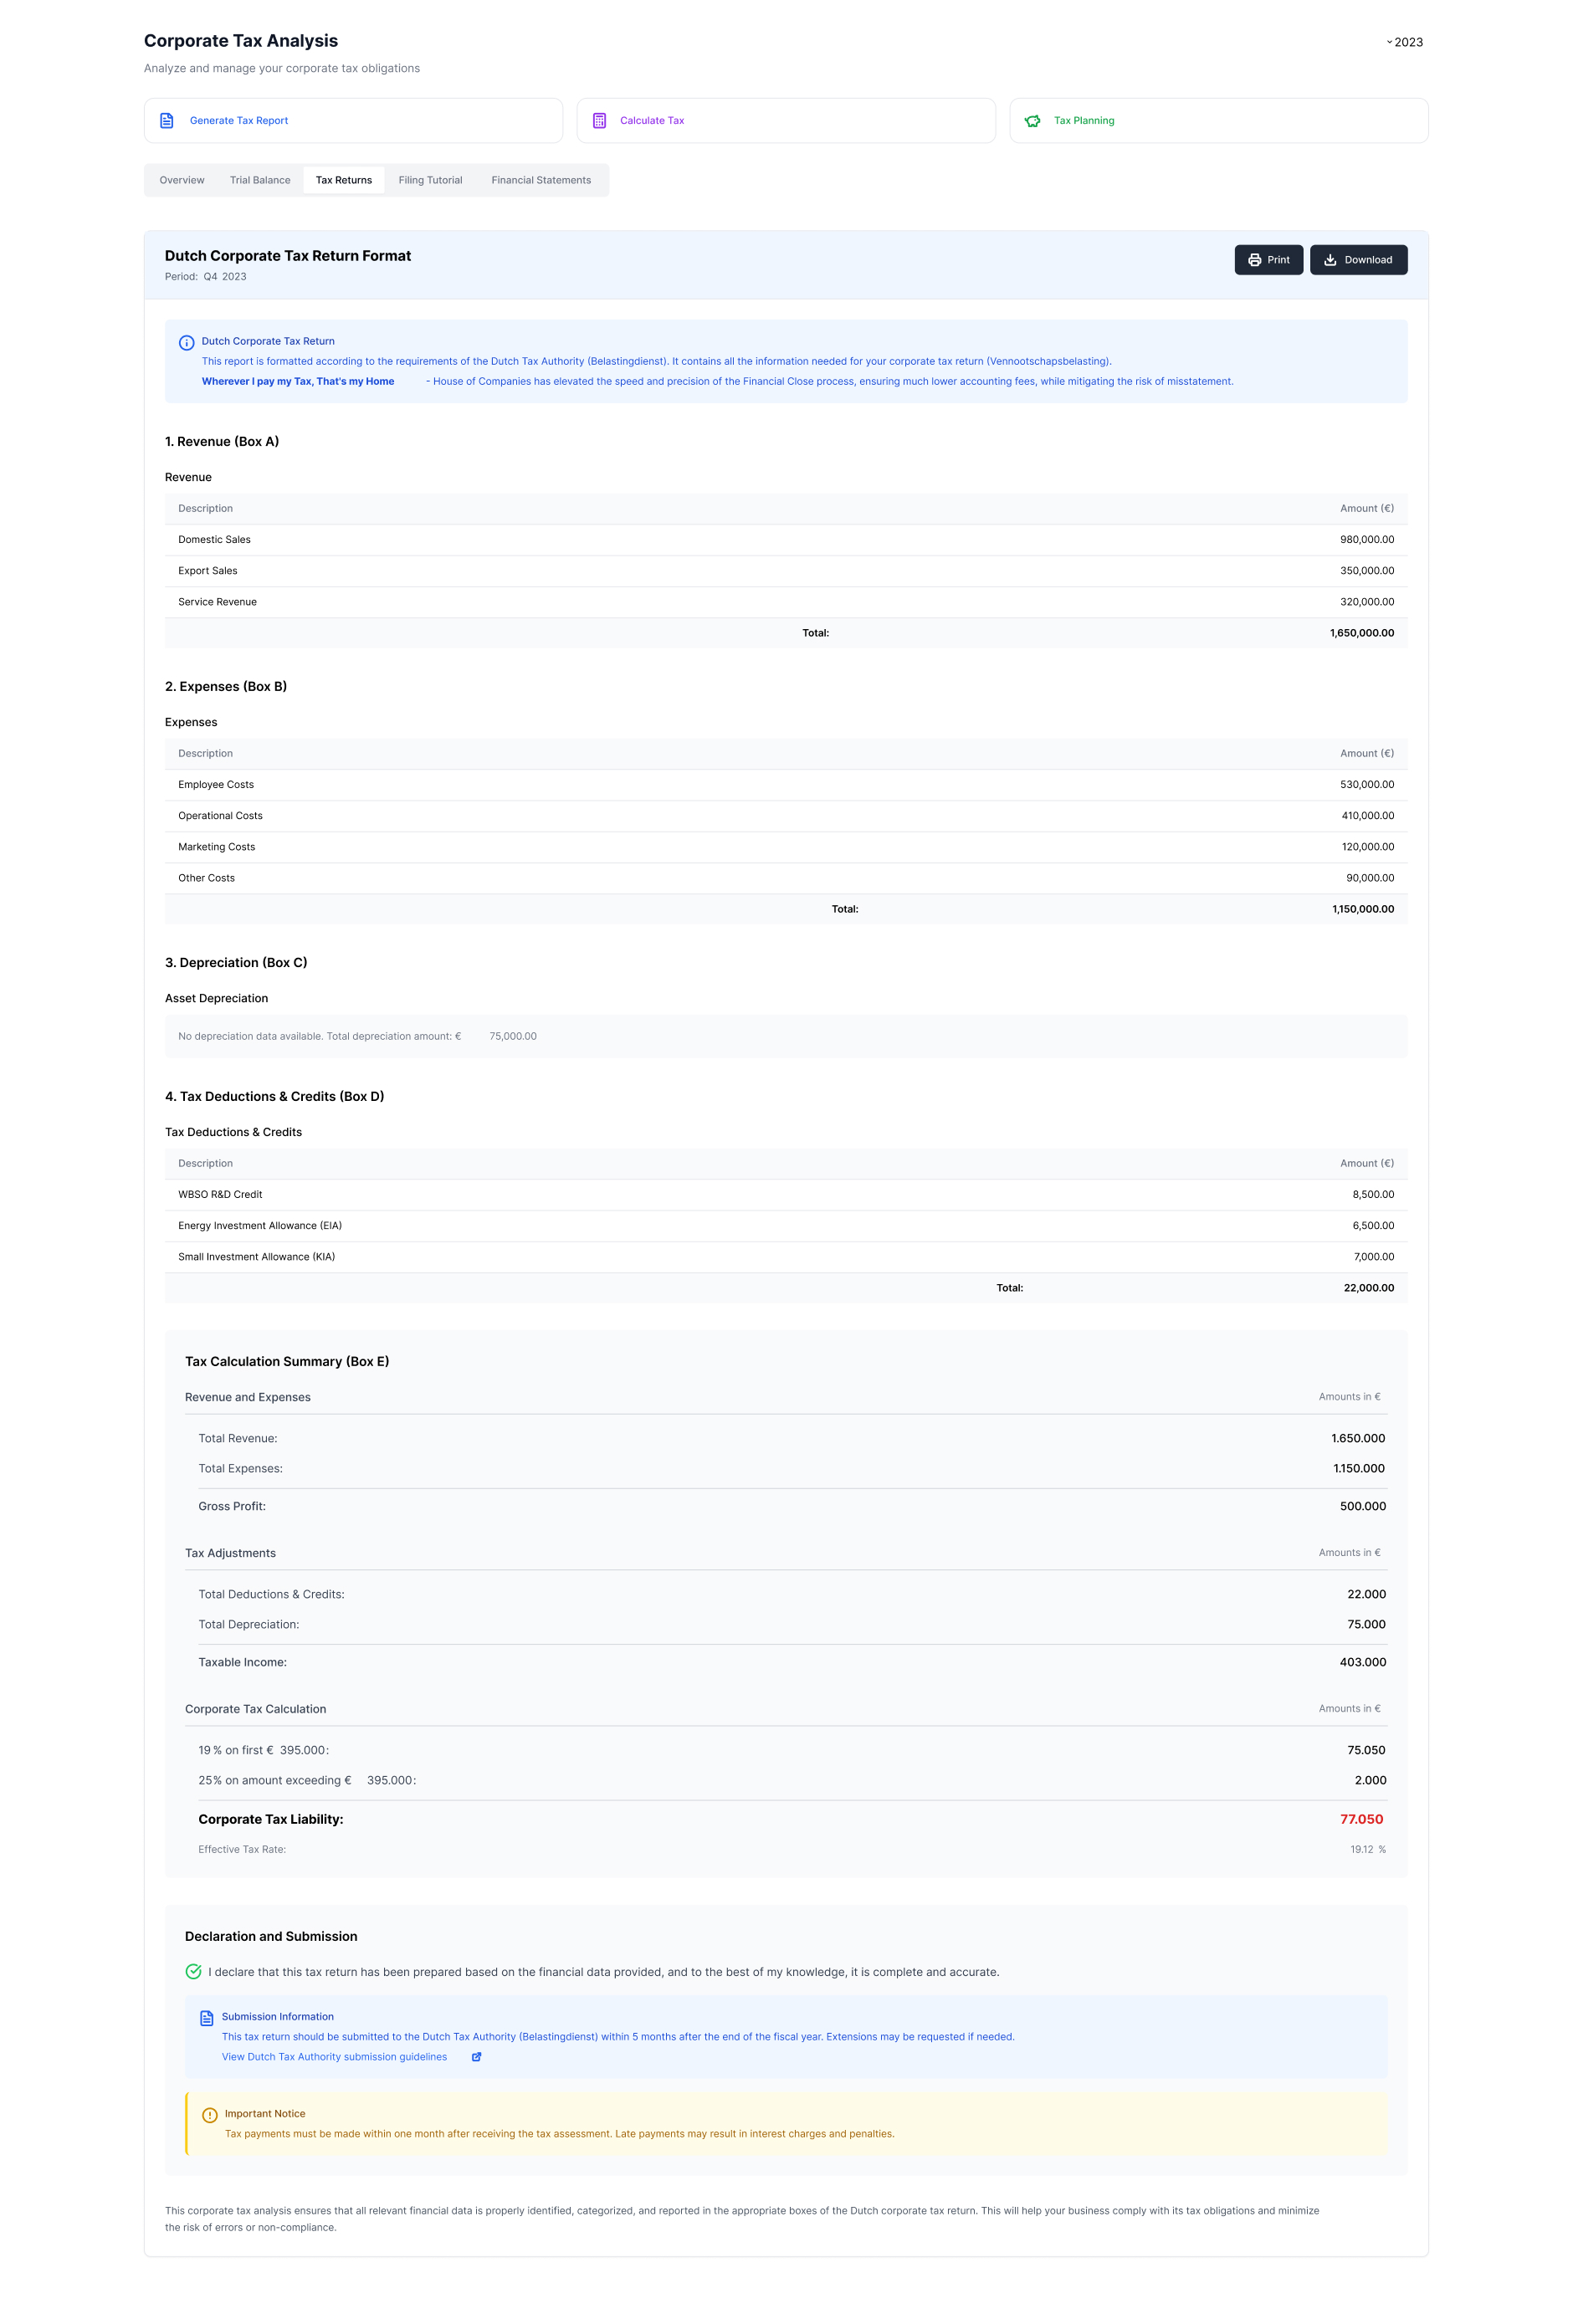 Corporate Tax Analysis
2023
Analyze and manage your corporate tax obligations
Generate Tax Report
Calculate Tax
Tax Planning
Overview Trial Balance Tax Returns Filing Tutorial Financial Statements
Dutch Corporate Tax Return Format
Period: Q4 2023
Print
Download
Dutch Corporate Tax Return
This report is formatted according to the requirements of the Dutch Tax Authority (Belastingdienst). It contains all the information needed for your corporate tax return (Vennootschapsbelasting).
Wherever I pay my Tax, That's my Home - House of Companies has elevated the speed and precision of the Financial Close process, ensuring much lower accounting fees, while mitigating the risk of misstatement.
1. Revenue (Box A)
Revenue
Description Amount (€)
Domestic Sales 980,000.00
Export Sales 350,000.00
Service Revenue 320,000.00
Total: 1,650,000.00
2. Expenses (Box B)
Expenses
Description Amount (€)
Employee Costs 530,000.00
Operational Costs 410,000.00
Marketing Costs 120,000.00
Other Costs 90,000.00
Total: 1,150,000.00
3. Depreciation (Box C)
Asset Depreciation
No depreciation data available. Total depreciation amount: € 75,000.00
4. Tax Deductions & Credits (Box D)
Tax Deductions & Credits
Description Amount (€)
WBSO R&D Credit 8,500.00
Energy Investment Allowance (EIA) 6,500.00
Small Investment Allowance (KIA) 7,000.00
Total: 22,000.00
Tax Calculation Summary (Box E)
Revenue and Expenses Amounts in €
Total Revenue: 1.650.000
Total Expenses: 1.150.000
Gross Profit: 500.000
Tax Adjustments Amounts in €
Total Deductions & Credits: 22.000
Total Depreciation: 75.000
Taxable Income: 403.000
Corporate Tax Calculation Amounts in €
19 % on first € 395.000: 75.050
25% on amount exceeding € 395.000: 2.000
Corporate Tax Liability: 77.050
Effective Tax Rate: 19.12 %
Declaration and Submission
I declare that this tax return has been prepared based on the financial data provided, and to the best of my knowledge, it is complete and accurate.
Submission Information
This tax return should be submitted to the Dutch Tax Authority (Belastingdienst) within 5 months after the end of the fiscal year. Extensions may be requested if needed.
View Dutch Tax Authority submission guidelines
Important Notice
Tax payments must be made within one month after receiving the tax assessment. Late payments may result in interest charges and penalties.
This corporate tax analysis ensures that all relevant financial data is properly identified, categorized, and reported in the appropriate boxes of the Dutch corporate tax return. This will help your business comply with its tax obligations and minimize
the risk of errors or non-compliance.